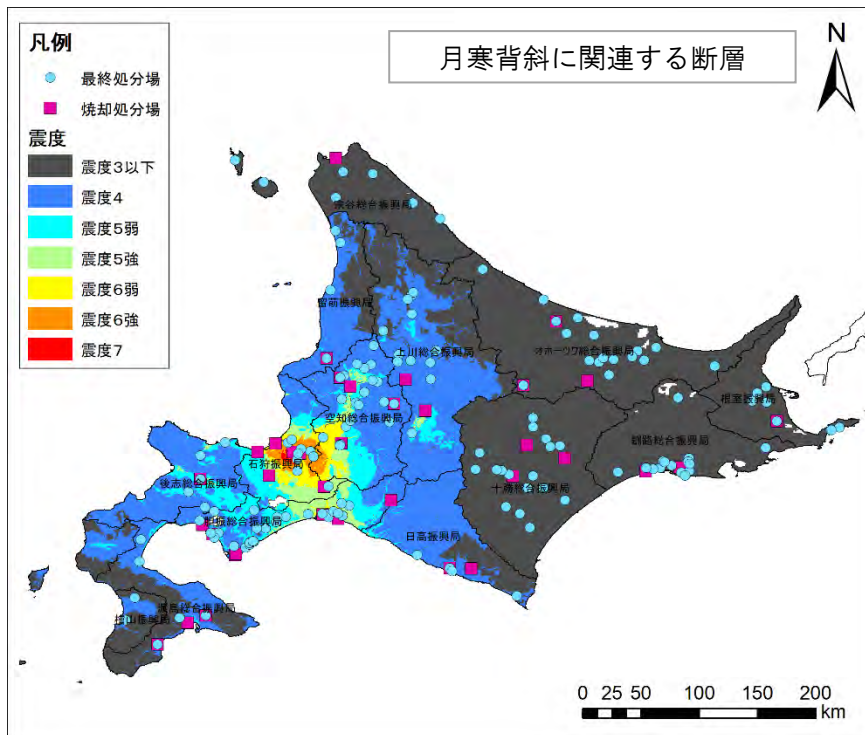 凡例
最終処分場
焼却処分場
震度
震度3以下
震度4
震度5弱
震度5強
震度6弱
震度6強
震度7
月寒背斜に関連する断層
N
宗谷総合振興局
留萌振興局
上川総合振興局
オホーツク総合振興局
根室振興局
空知総合振興局
釧路総合振興局
石狩振興局
後志総合振興局
十勝総合振興局
胆振総合振興局
日高振興局
渡島総合振興局
檜山振興局
0 25 50 100 150 200
km